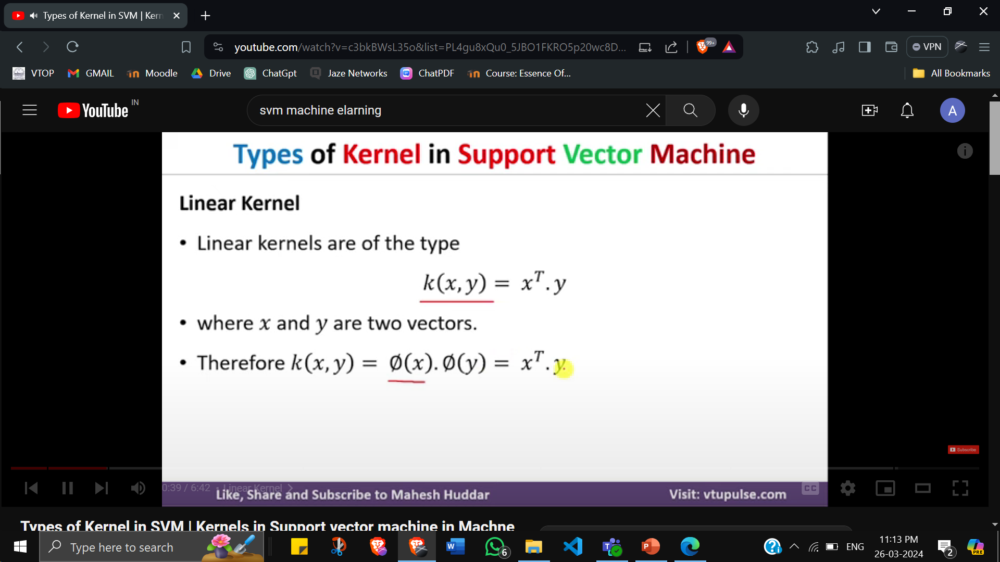 Types of Kernel in SVM | Kern
youtube.com/watch?v=c3bkBWsL35o&list=PL4gu8xQu0_5JBO1FKRO5p20wc8D...
99+
VPN
VTOP
GMAIL
Moodle
Drive
ChatGpt
Jaze Networks
ChatPDF
Course: Essence Of...
All Bookmarks
YouTube IN
svm machine elarning
A
Types of Kernel in Support Vector Machine
Linear Kernel
• Linear kernels are of the type
k(x, y) = x^T . y
• where x and y are two vectors.
• Therefore k(x, y) = ∅(x). ∅(y) = x^T . y
Subscribe
0:39 / 6:42 • Linear Kernel
Like, Share and Subscribe to Mahesh Huddar
Visit: vtupulse.com
CC
Types of Kernel in SVM | Kernels in Support vector machine in Machne
Type here to search
6
ENG
11:13 PM
26-03-2024
2
PRE